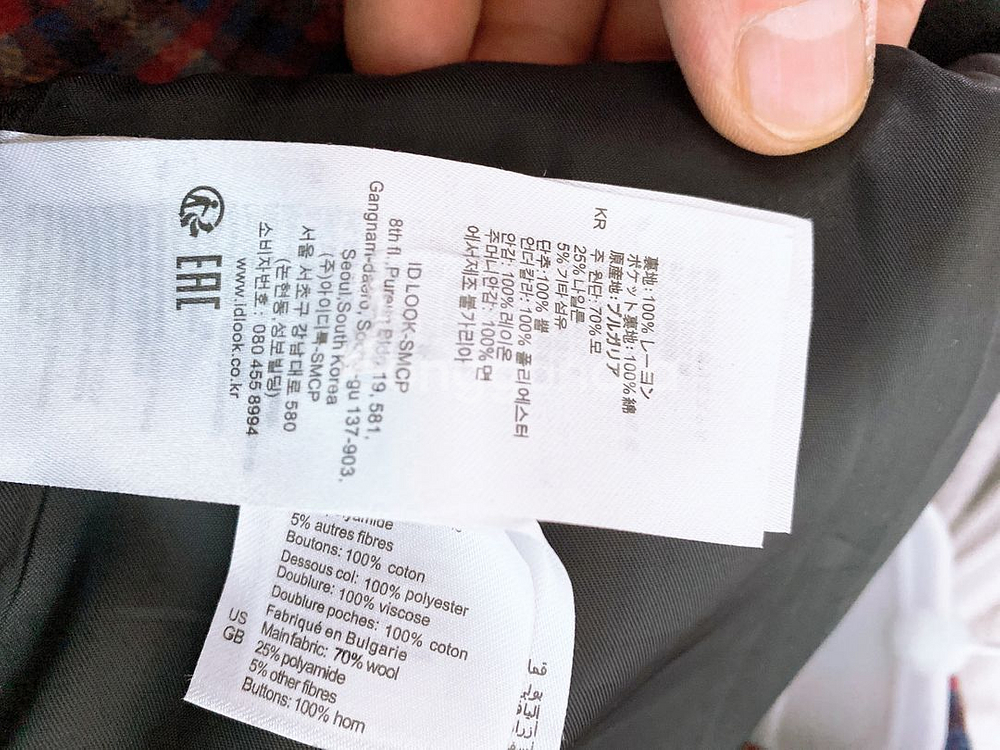 裏地: 100% レーヨン
ポケット裏地: 100% 綿
原産地: ブルガリア
KR
주 원단: 70% 모
25% 나일론
5% 기타 섬유
단추: 100% 뿔
언더칼라: 100% 폴리에스터
안감: 100% 레이온
주머니안감: 100% 면
에서 제조 불가리아
IDLOOK-SMCP
8th fl., Bldg, 19, 581,
Gangnam-daero, gu 137-903,
Seoul, South Korea
(주)아이디룩.SMCP
서울 서초구 강남대로 580
(논현동 성보빌딩)
소비자번호 : 080 455 8994
www.idlook.co.kr
EAC
5% autres fibres
Boutons: 100% coton
Dessous col: 100% polyester
Doublure: 100% viscose
Doublure poches: 100% coton
Fabriqué en Bulgarie
US
GB
Mainfabric: 70% wool
25% polyamide
5% other fibres
Buttons: 100% horn